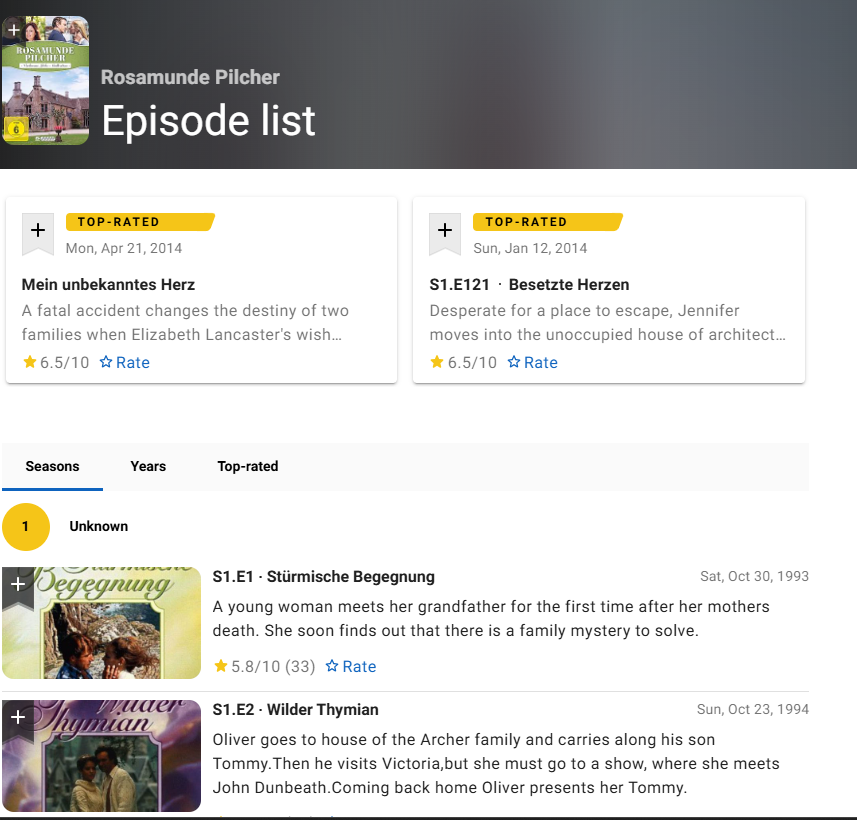 ROSAMUNDE
PILCHER
6
Rosamunde Pilcher
Episode list
TOP-RATED
Mon, Apr 21, 2014
Mein unbekanntes Herz
A fatal accident changes the destiny of two
families when Elizabeth Lancaster's wish...
6.5/10 Rate
TOP-RATED
Sun, Jan 12, 2014
S1.E121 · Besetzte Herzen
Desperate for a place to escape, Jennifer
moves into the unoccupied house of architect...
6.5/10 Rate
Seasons Years Top-rated
1 Unknown
Stürmische
Begegnung
S1.E1 · Stürmische Begegnung Sat, Oct 30, 1993
A young woman meets her grandfather for the first time after her mothers
death. She soon finds out that there is a family mystery to solve.
5.8/10 (33) Rate
Wilder
Thymian
S1.E2 · Wilder Thymian Sun, Oct 23, 1994
Oliver goes to house of the Archer family and carries along his son
Tommy.Then he visits Victoria,but she must go to a show, where she meets
John Dunbeath.Coming back home Oliver presents her Tommy.